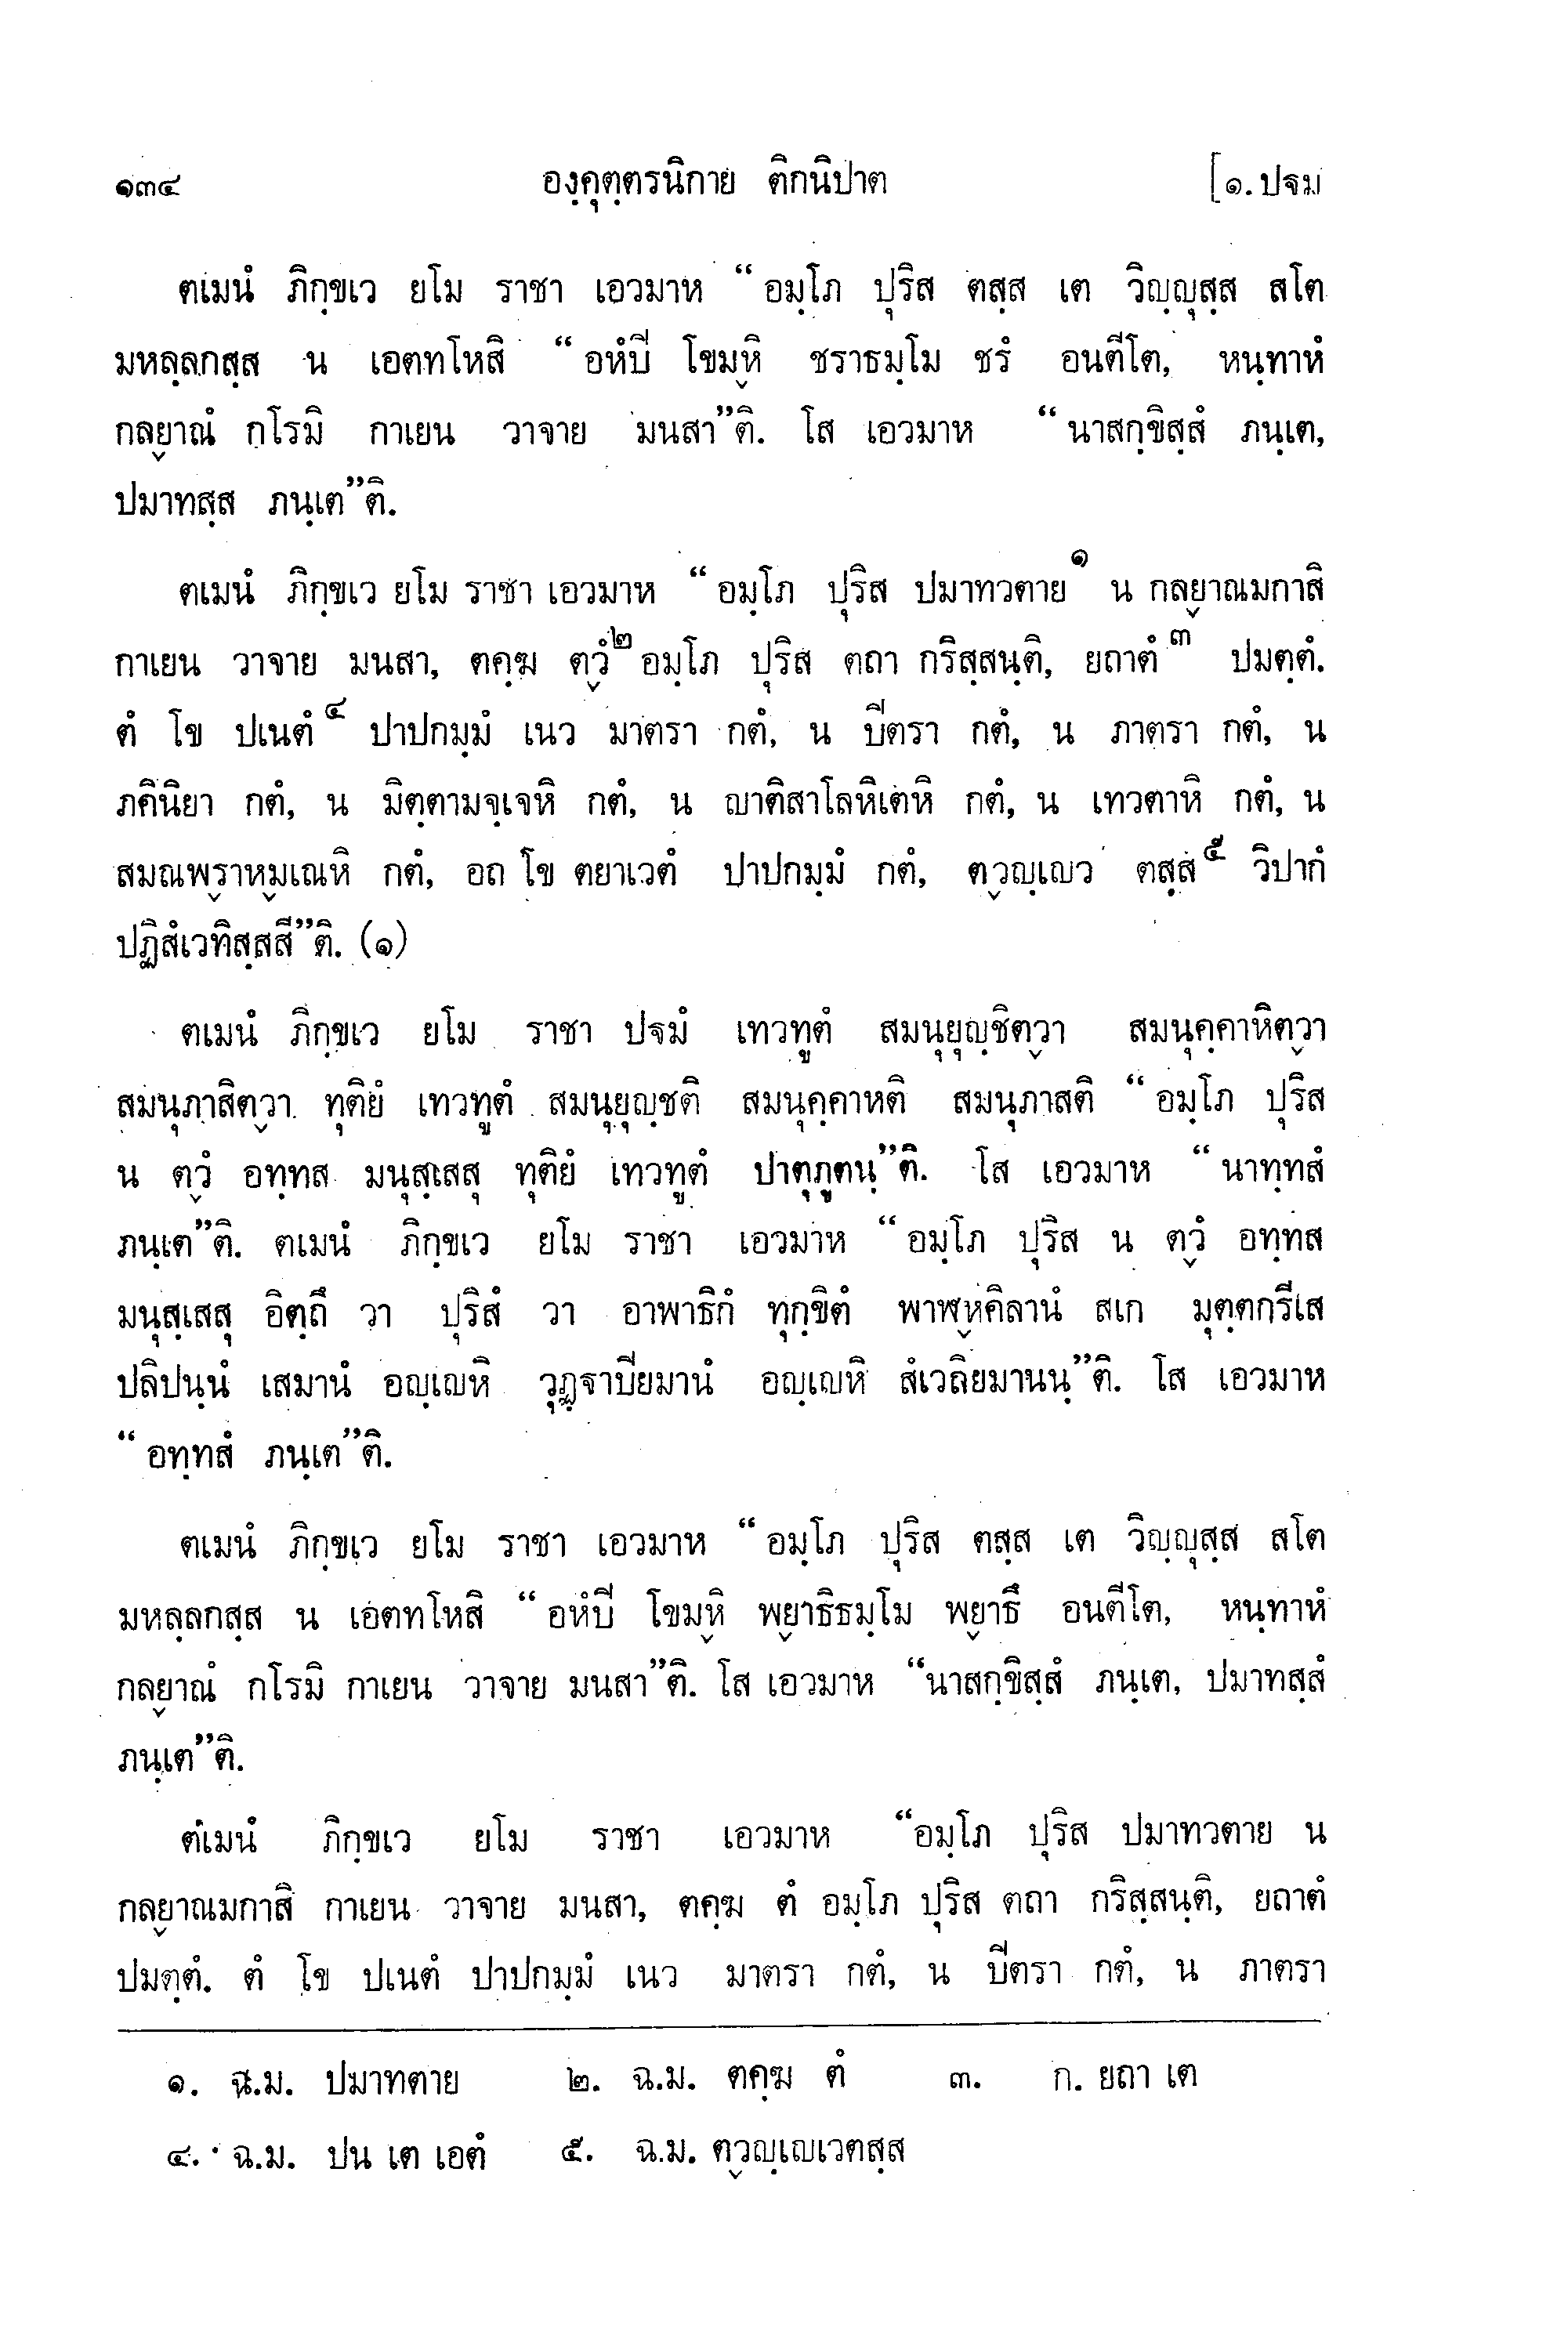 ๑๓๔ องฺคุตฺตรนิกาย ติกนิปาต [๑. ปฐม
ตเมนํ ภิกฺขเว ยโม ราชา เอวมาห “อมฺโภ ปุริส ตสฺส เต วิญฺญุสฺส สโต
มหลฺลกสฺส น เอตทโหสิ “อหํปิ โขมฺหิ ชราธมฺโม ชรํ อนตีโต, หนฺทาหํ
กลฺยาณํ กโรมิ กาเยน วาจาย มนสา”ติ. โส เอวมาห “นาสกฺขิสฺสํ ภนฺเต,
ปมาทสฺส ภนฺเต”ติ.
ตเมนํ ภิกฺขเว ยโม ราชา เอวมาห “อมฺโภ ปุริส ปมาทวตาย๑ น กลฺยาณมกาสิ
กาเยน วาจาย มนสา, ตคฺฆ ตฺวํ๒ อมฺโภ ปุริส ตถา กริสฺสนฺติ, ยถาตํ๓ ปมตฺตํ.
ตํ โข ปเนตํ๔ ปาปกมฺมํ เนว มาตรา กตํ, น ปีตรา กตํ, น ภาตรา กตํ, น
ภคินิยา กตํ, น มิตฺตามจฺเจหิ กตํ, น ญาติสาโลหิเตหิ กตํ, น เทวตาหิ กตํ, น
สมณพฺราหฺมเณหิ กตํ, อถ โข ตยาเวตํ ปาปกมฺมํ กตํ, ตฺวญฺเญว ตสฺส๕ วิปากํ
ปฏิสํเวทิสฺสสี”ติ. (๑)
ตเมนํ ภิกฺขเว ยโม ราชา ปฐมํ เทวทูตํ สมนุยุญฺชิตฺวา สมนุคฺคาหิตฺวา
สมนุภาสิตฺวา ทุติยํ เทวทูตํ สมนุยุญฺชติ สมนุคฺคาหติ สมนุภาสติ “อมฺโภ ปุริส
น ตฺวํ อทฺทส มนุสฺเสสุ ทุติยํ เทวทูตํ ปาตุภูตนฺ”ติ. โส เอวมาห “นาทฺทสํ
ภนฺเต”ติ. ตเมนํ ภิกฺขเว ยโม ราชา เอวมาห “อมฺโภ ปุริส น ตฺวํ อทฺทส
มนุสฺเสสุ อิตฺถึ วา ปุริสํ วา อาพาธิกํ ทุกฺขิตํ พาฬฺหคิลานํ สเก มุตฺตกรีเส
ปลิปนฺนํ เสมานํ อญฺเญหิ วุฏฺฐาปิยมานํ อญฺเญหิ สํเวสิยมานนฺ”ติ. โส เอวมาห
“อทฺทสํ ภนฺเต”ติ.
ตเมนํ ภิกฺขเว ยโม ราชา เอวมาห “อมฺโภ ปุริส ตสฺส เต วิญฺญุสฺส สโต
มหลฺลกสฺส น เอตทโหสิ “อหํปิ โขมฺหิ พฺยาธิธมฺโม พฺยาธึ อนตีโต, หนฺทาหํ
กลฺยาณํ กโรมิ กาเยน วาจาย มนสา”ติ. โส เอวมาห “นาสกฺขิสฺสํ ภนฺเต, ปมาทสฺสํ
ภนฺเต”ติ.
ตเมนํ ภิกฺขเว ยโม ราชา เอวมาห “อมฺโภ ปุริส ปมาทวตาย น
กลฺยาณมกาสิ กาเยน วาจาย มนสา, ตคฺฆ ตํ อมฺโภ ปุริส ตถา กริสฺสนฺติ, ยถาตํ
ปมตฺตํ. ตํ โข ปเนตํ ปาปกมฺมํ เนว มาตรา กตํ, น ปีตรา กตํ, น ภาตรา
๑. ฉ.ม. ปมาทตาย ๒. ฉ.ม. ตคฺฆ ตํ ๓. ก. ยถา เต
๔. ฉ.ม. ปน เต เอตํ ๕. ฉ.ม. ตฺวญฺเญเวตสฺส